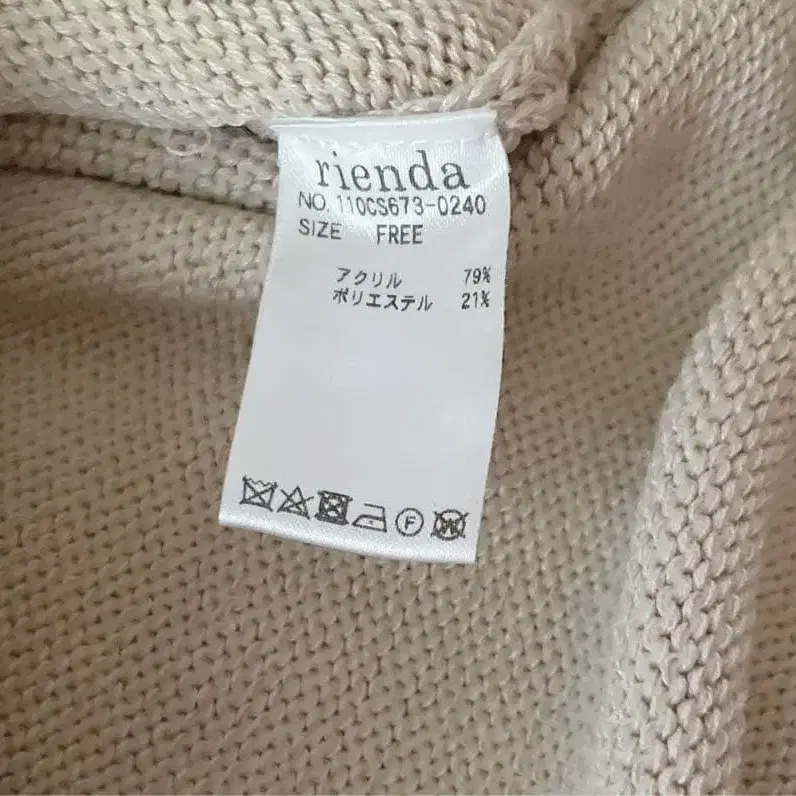 rienda
NO. 110CS673-0240
SIZE FREE
アクリル 79%
ポリエステル 21%
F
W